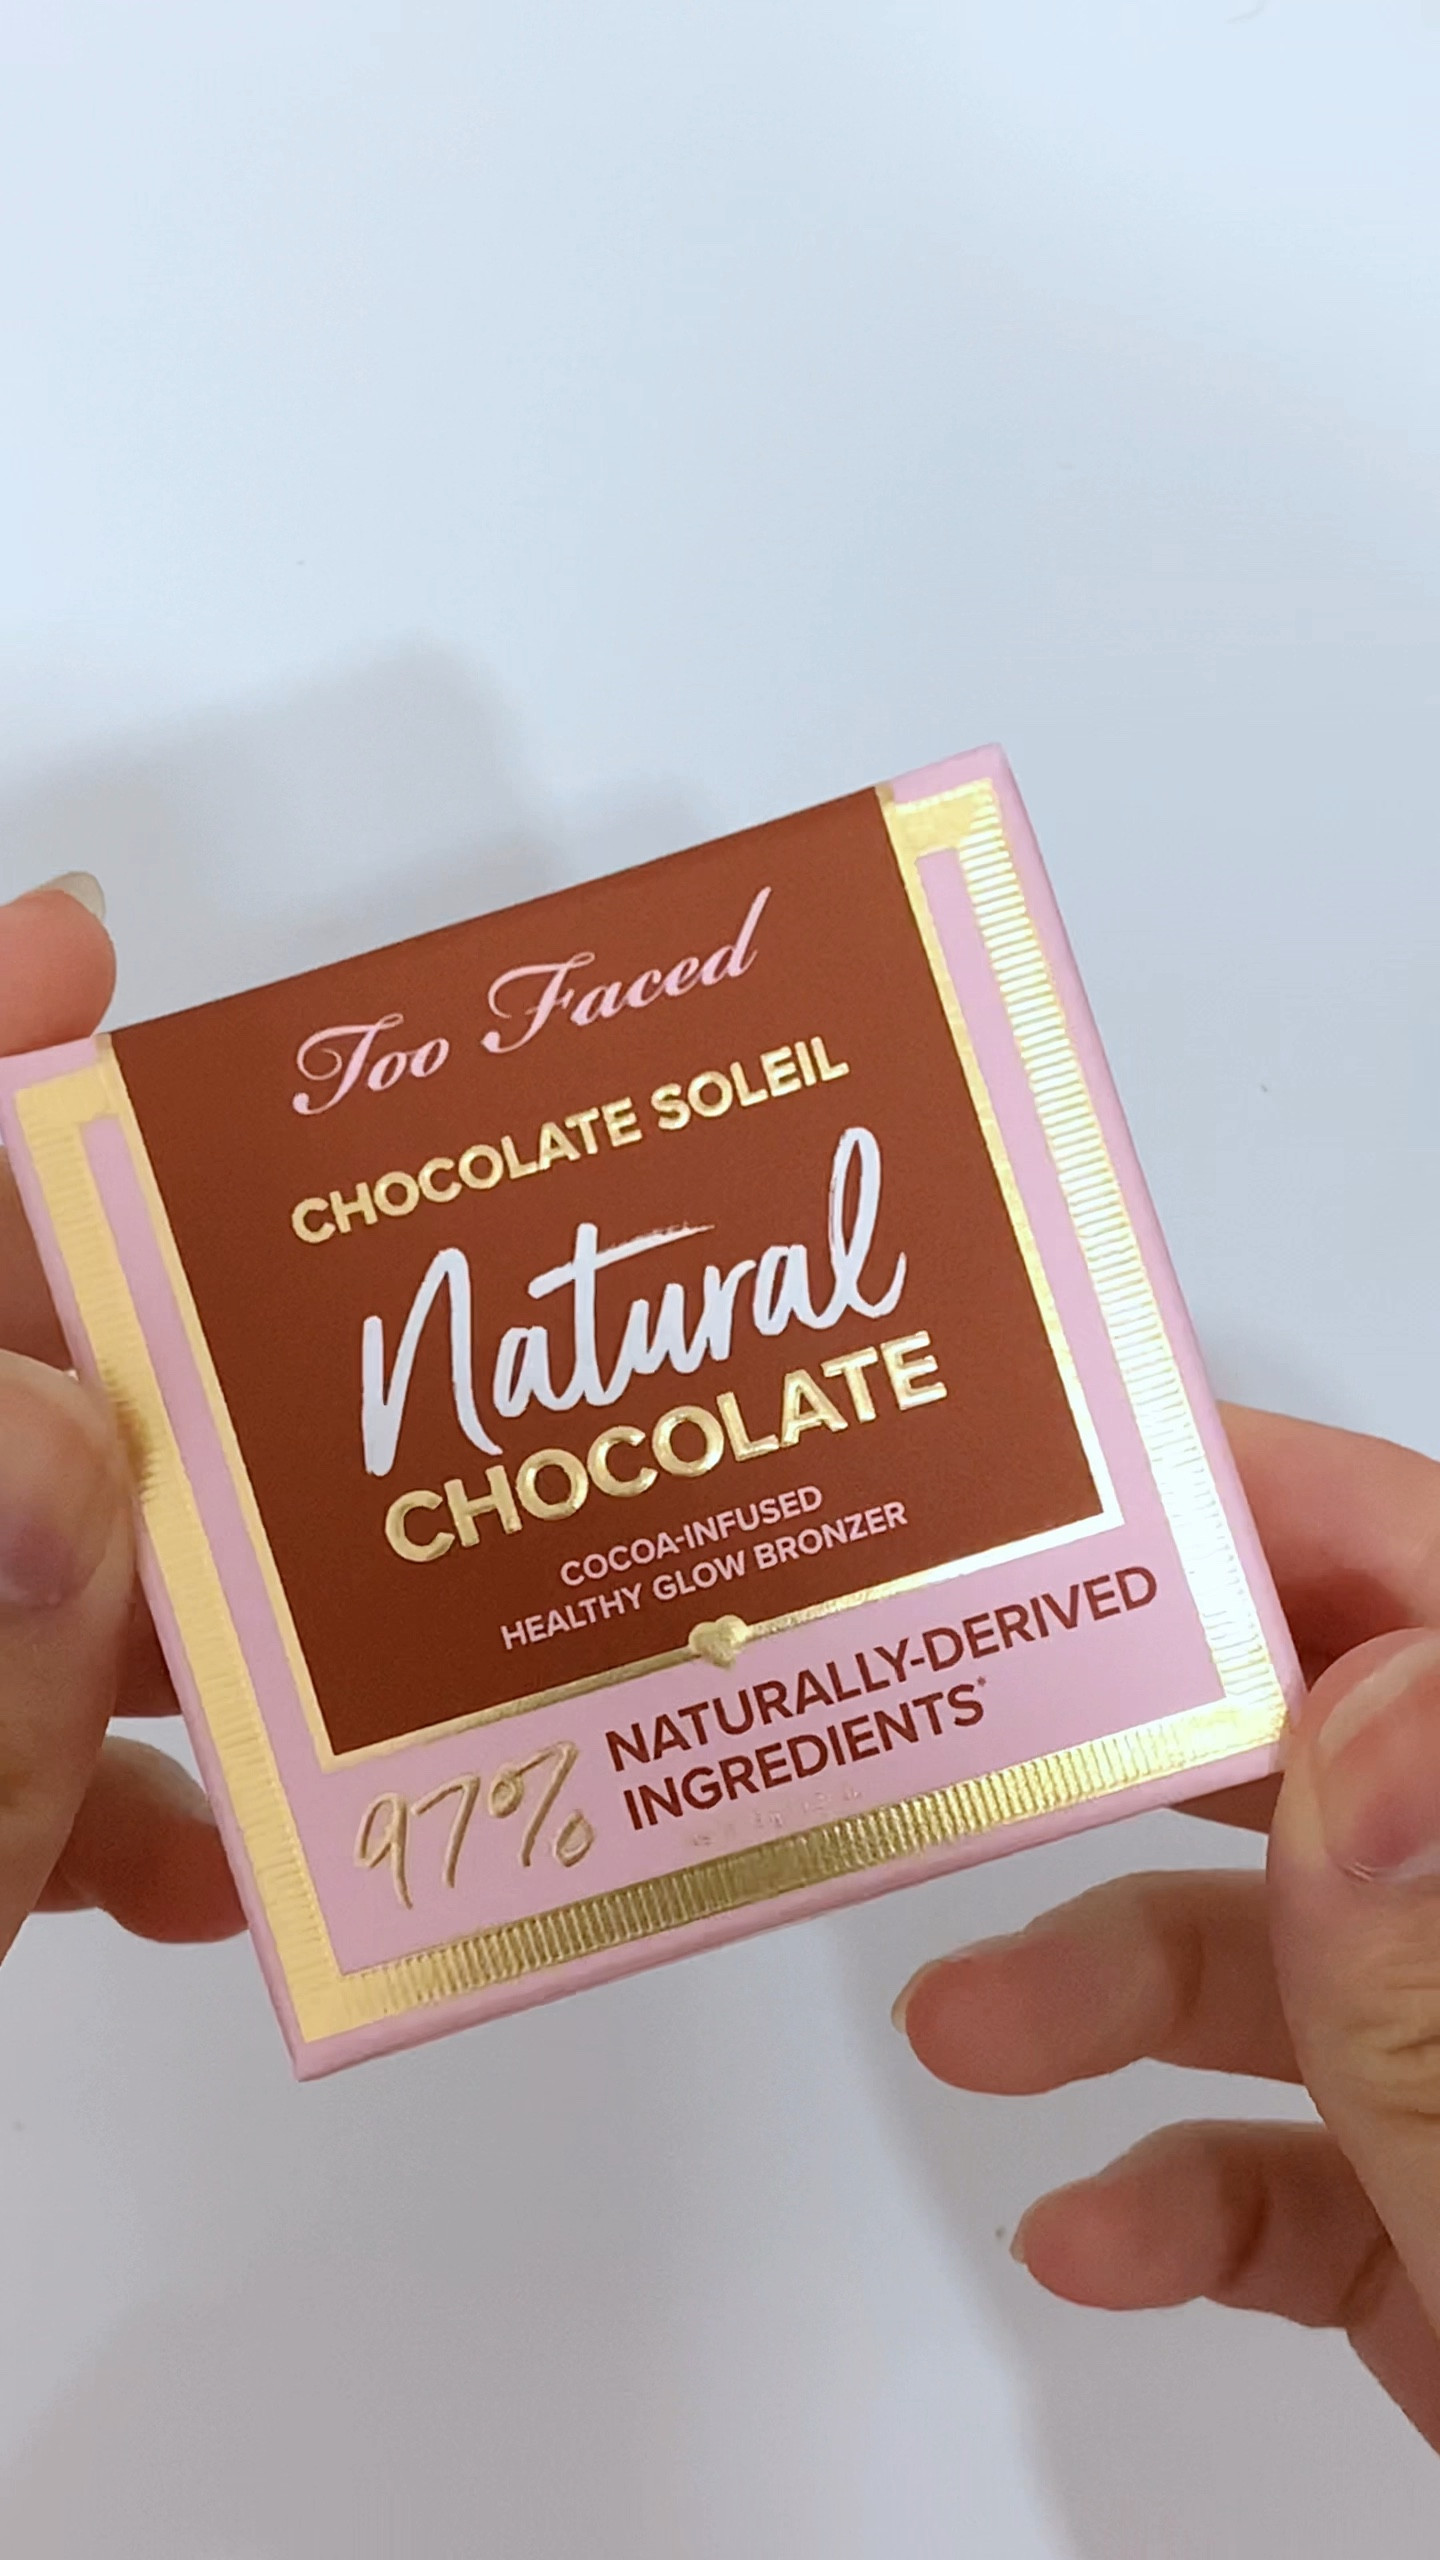 Too Faced
CHOCOLATE SOLEIL
Natural
CHOCOLATE
COCOA-INFUSED
HEALTHY GLOW BRONZER
97% NATURALLY-DERIVED
INGREDIENTS*